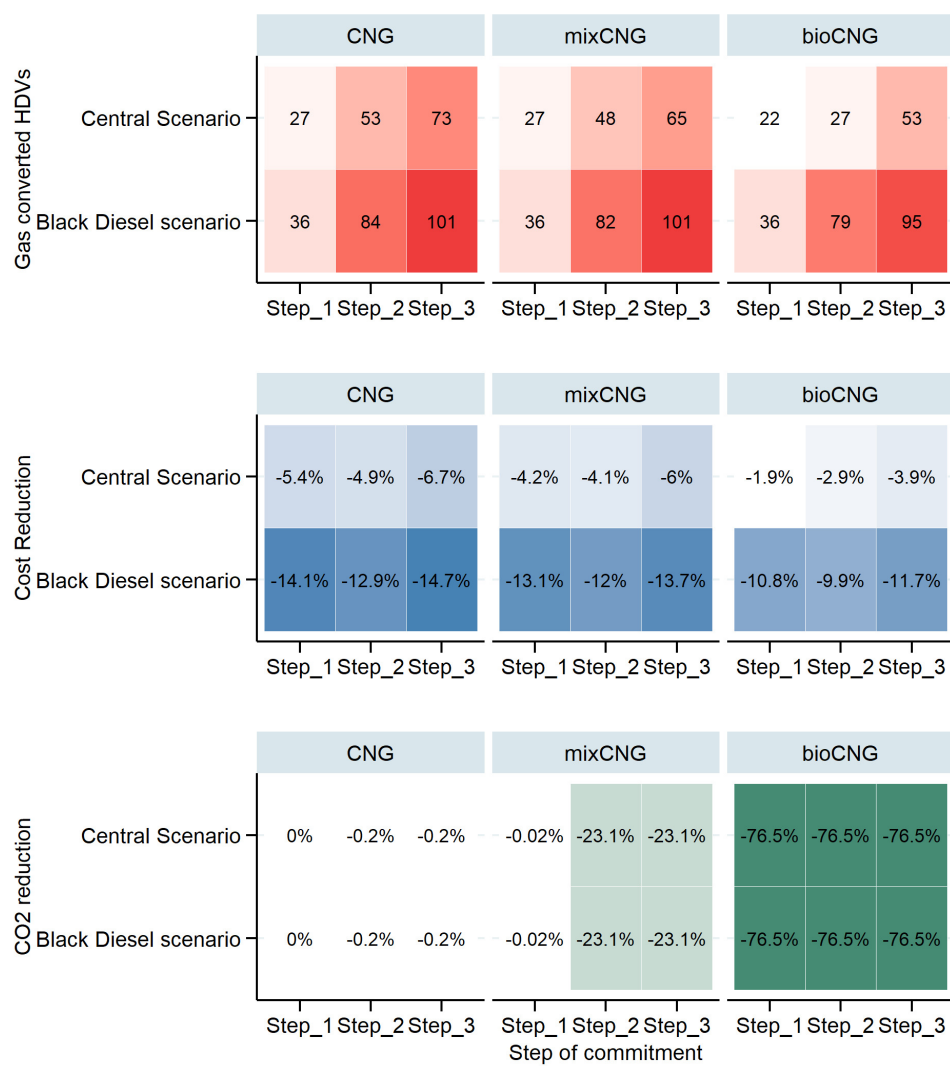 CNG mixCNG bioCNG
Gas converted HDVs
Central Scenario 27 53 73 27 48 65 22 27 53
Black Diesel scenario 36 84 101 36 82 101 36 79 95
Step_1 Step_2 Step_3 Step_1 Step_2 Step_3 Step_1 Step_2 Step_3
CNG mixCNG bioCNG
Cost Reduction
Central Scenario -5.4% -4.9% -6.7% -4.2% -4.1% -6% -1.9% -2.9% -3.9%
Black Diesel scenario -14.1% -12.9% -14.7% -13.1% -12% -13.7% -10.8% -9.9% -11.7%
Step_1 Step_2 Step_3 Step_1 Step_2 Step_3 Step_1 Step_2 Step_3
CNG mixCNG bioCNG
CO2 reduction
Central Scenario 0% -0.2% -0.2% -0.02% -23.1% -23.1% -76.5% -76.5% -76.5%
Black Diesel scenario 0% -0.2% -0.2% -0.02% -23.1% -23.1% -76.5% -76.5% -76.5%
Step_1 Step_2 Step_3 Step_1 Step_2 Step_3 Step_1 Step_2 Step_3
Step of commitment